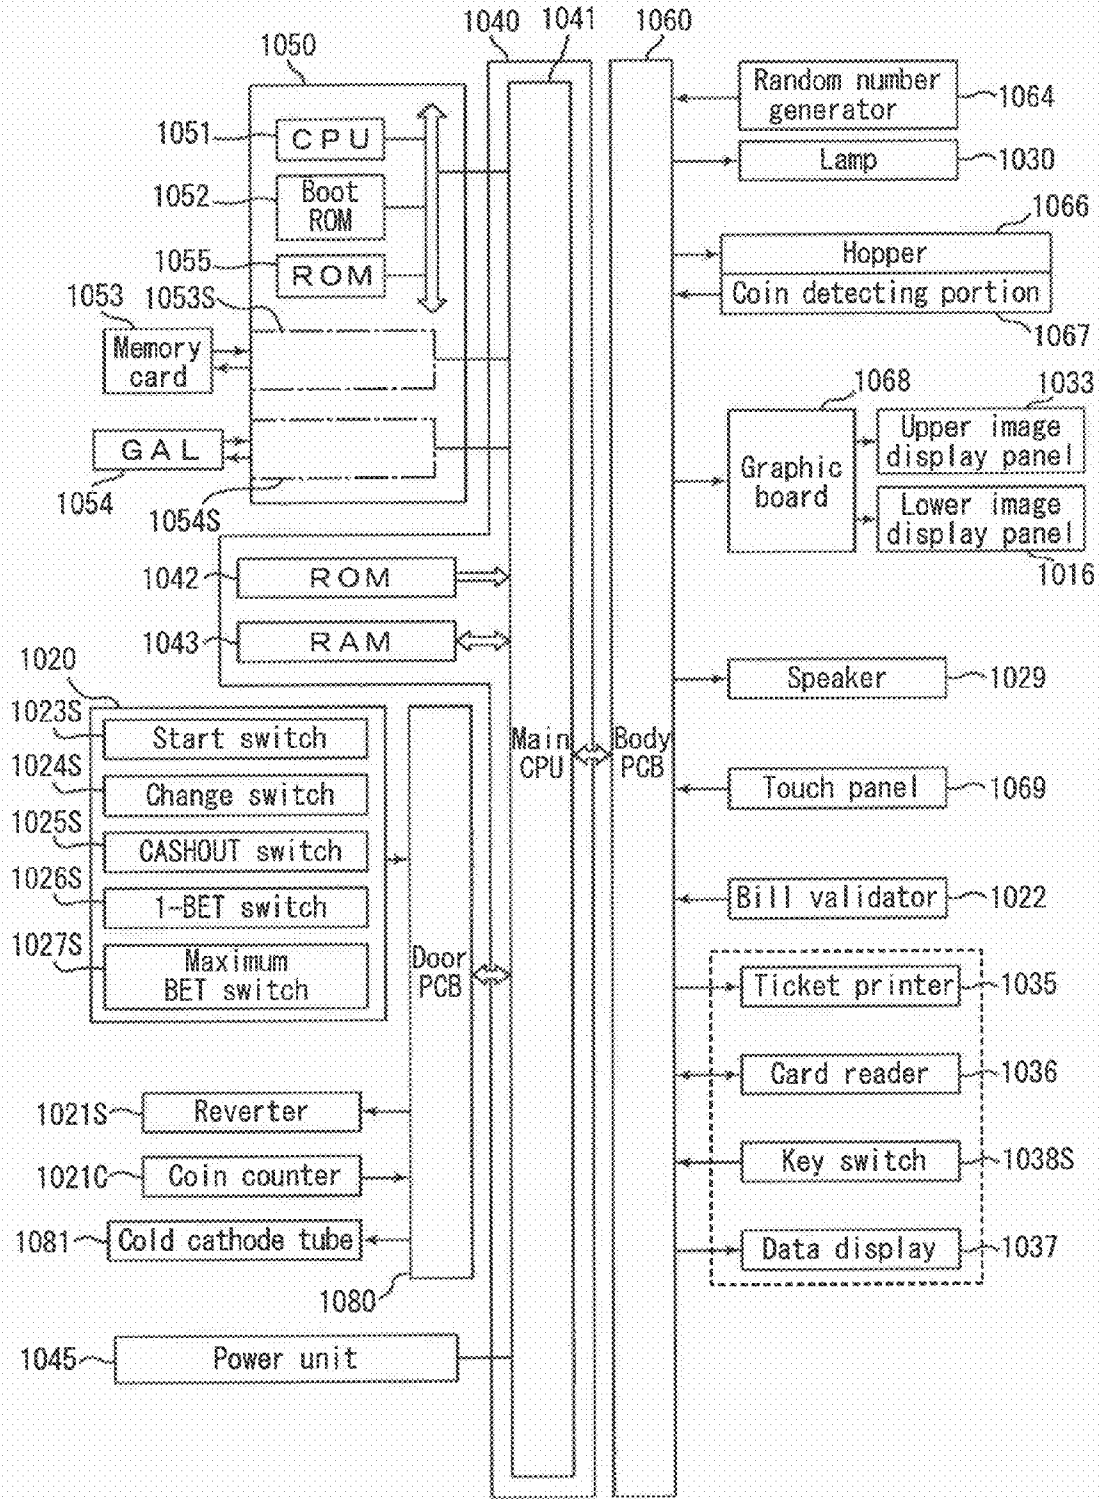 1040
1041
1060
1050
1051
CPU
1052
Boot
ROM
1055
ROM
1053
1053S
Memory
card
GAL
1054
1054S
1042
ROM
1043
RAM
1020
1023S
Start switch
1024S
Change switch
1025S
CASHOUT switch
1026S
1-BET switch
1027S
Maximum
BET switch
Door
PCB
Main
CPU
Body
PCB
1021S
Reverter
1021C
Coin counter
1081
Cold cathode tube
1080
1045
Power unit
Random number
generator
1064
Lamp
1030
1066
Hopper
Coin detecting portion
1067
1068
Graphic
board
1033
Upper image
display panel
Lower image
display panel
1016
Speaker
1029
Touch panel
1069
Bill validator
1022
Ticket printer
1035
Card reader
1036
Key switch
1038S
Data display
1037